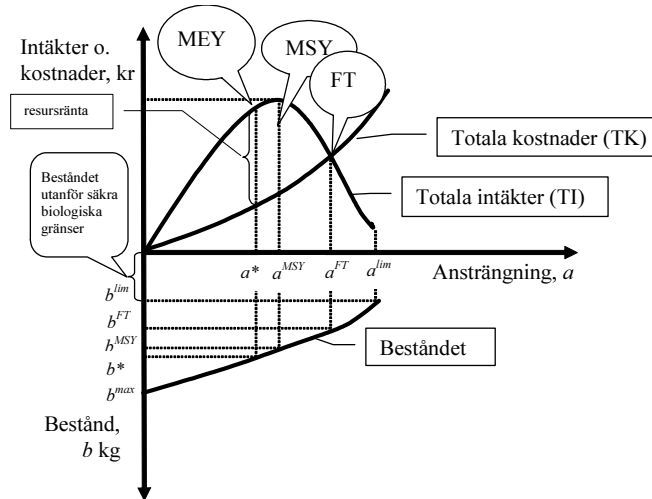 Intäkter o.
kostnader, kr
MEY
MSY
FT
resursränta
Totala kostnader (TK)
Totala intäkter (TI)
Beståndet
utanför säkra
biologiska
gränser
a*
a^MSY
a^FT
a^lim
Ansträngning, a
b^lim
b^FT
b^MSY
b*
b^max
Beståndet
Bestånd,
b kg